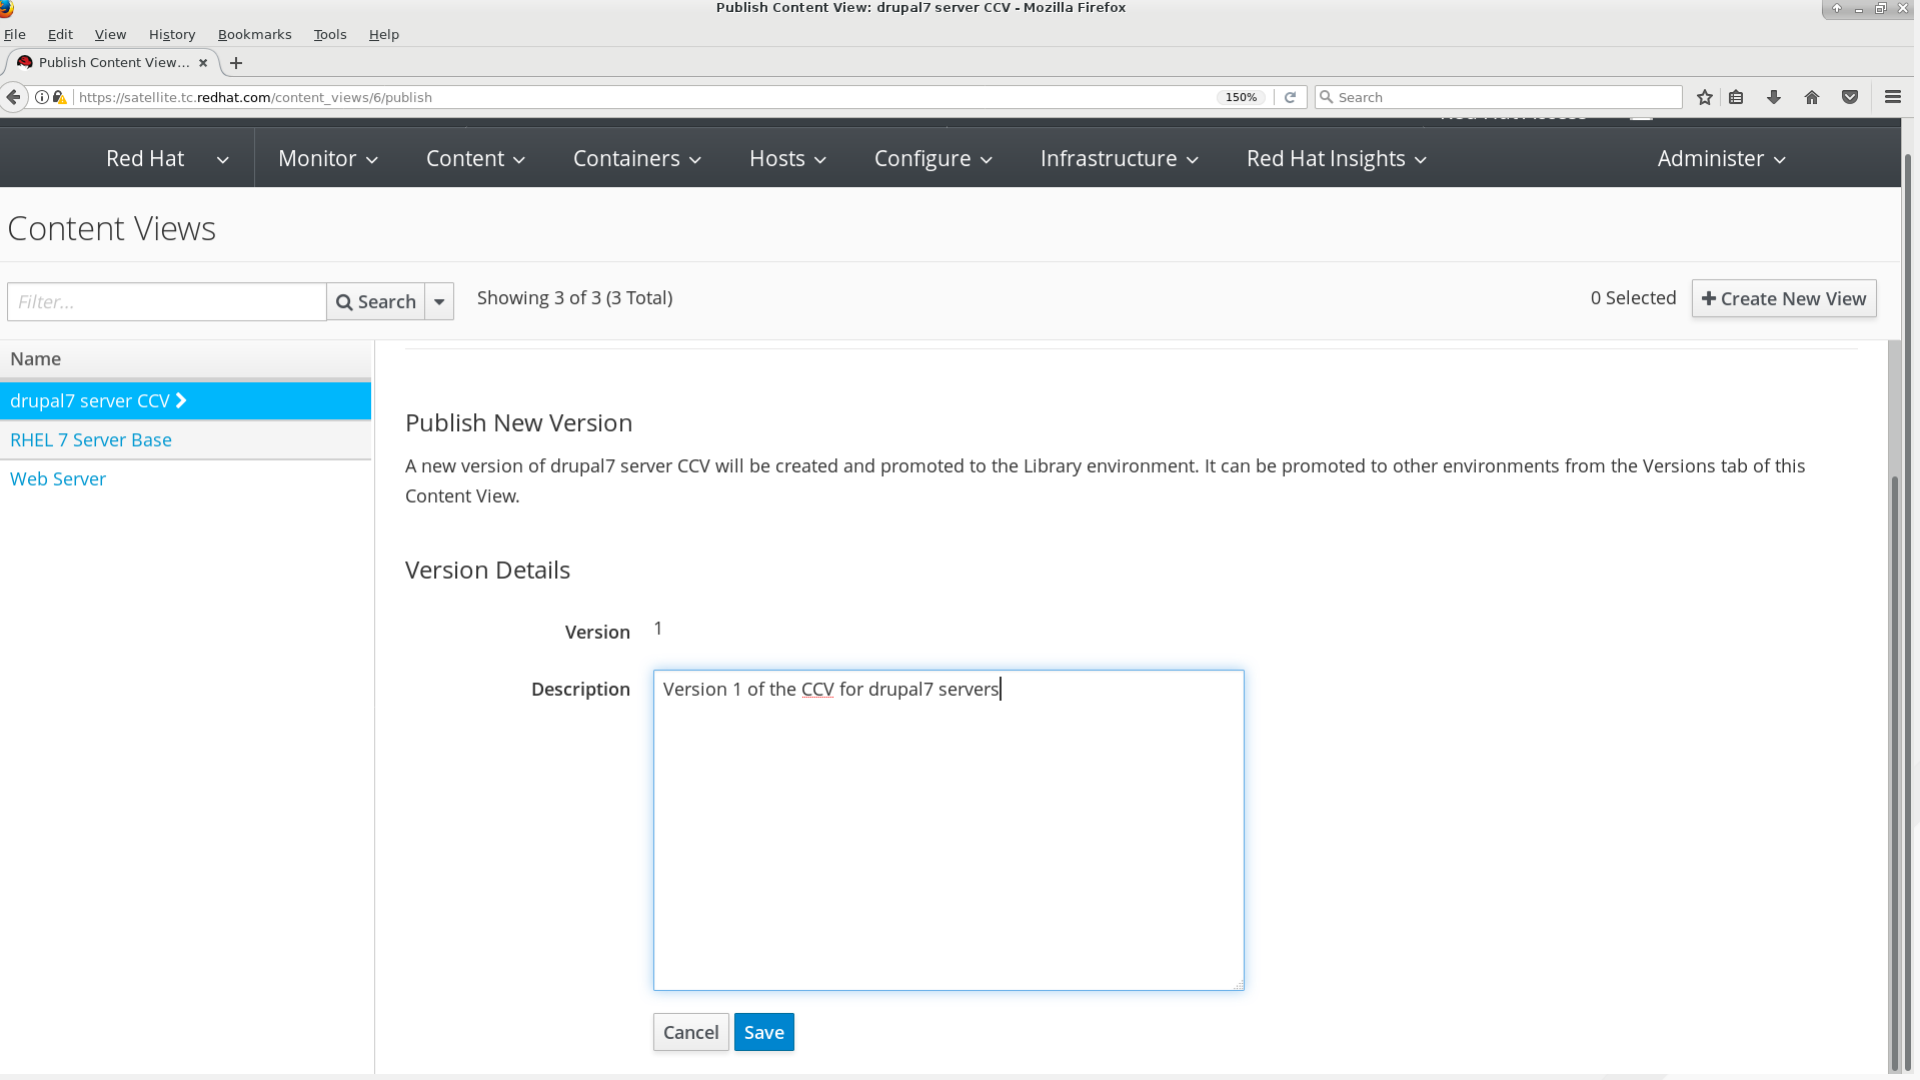 Publish Content View: drupal7 server CCV - Mozilla Firefox
File Edit View History Bookmarks Tools Help
Publish Content View...
https://satellite.tc.redhat.com/content_views/6/publish 150% Search
Red Hat Access
Red Hat Monitor Content Containers Hosts Configure Infrastructure Red Hat Insights Administer
Content Views
Filter... Search Showing 3 of 3 (3 Total) 0 Selected Create New View
Name
drupal7 server CCV
RHEL 7 Server Base
Web Server
Publish New Version
A new version of drupal7 server CCV will be created and promoted to the Library environment. It can be promoted to other environments from the Versions tab of this
Content View.
Version Details
Version 1
Description Version 1 of the CCV for drupal7 servers
Cancel Save